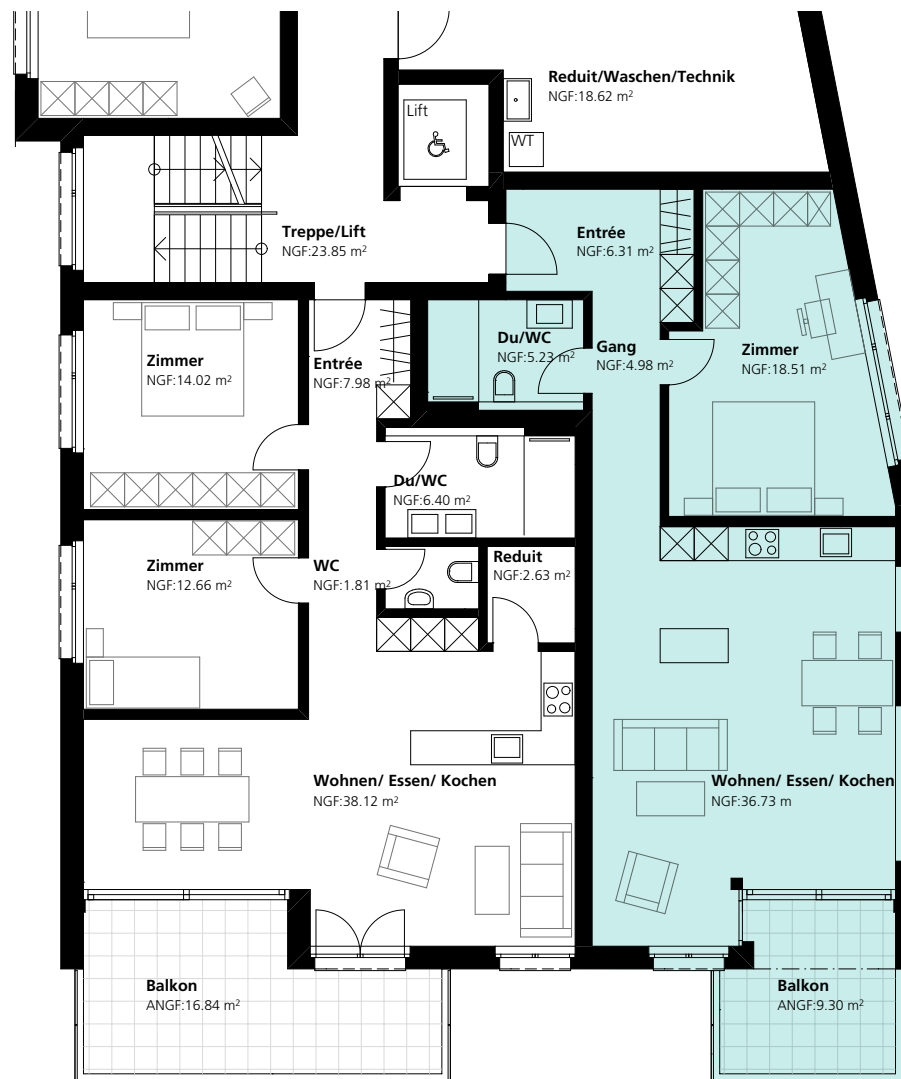 Reduit/Waschen/Technik
NGF:18.62 m²
Lift
WT
Treppe/Lift
NGF:23.85 m²
Entrée
NGF:6.31 m²
Zimmer
NGF:14.02 m²
Entrée
NGF:7.98 m²
Du/WC
NGF:5.23 m²
Gang
NGF:4.98 m²
Zimmer
NGF:18.51 m²
Du/WC
NGF:6.40 m²
Zimmer
NGF:12.66 m²
WC
NGF:1.81 m²
Reduit
NGF:2.63 m²
Wohnen/ Essen/ Kochen
NGF:38.12 m²
Wohnen/ Essen/ Kochen
NGF:36.73 m
Balkon
ANGF:16.84 m²
Balkon
ANGF:9.30 m²